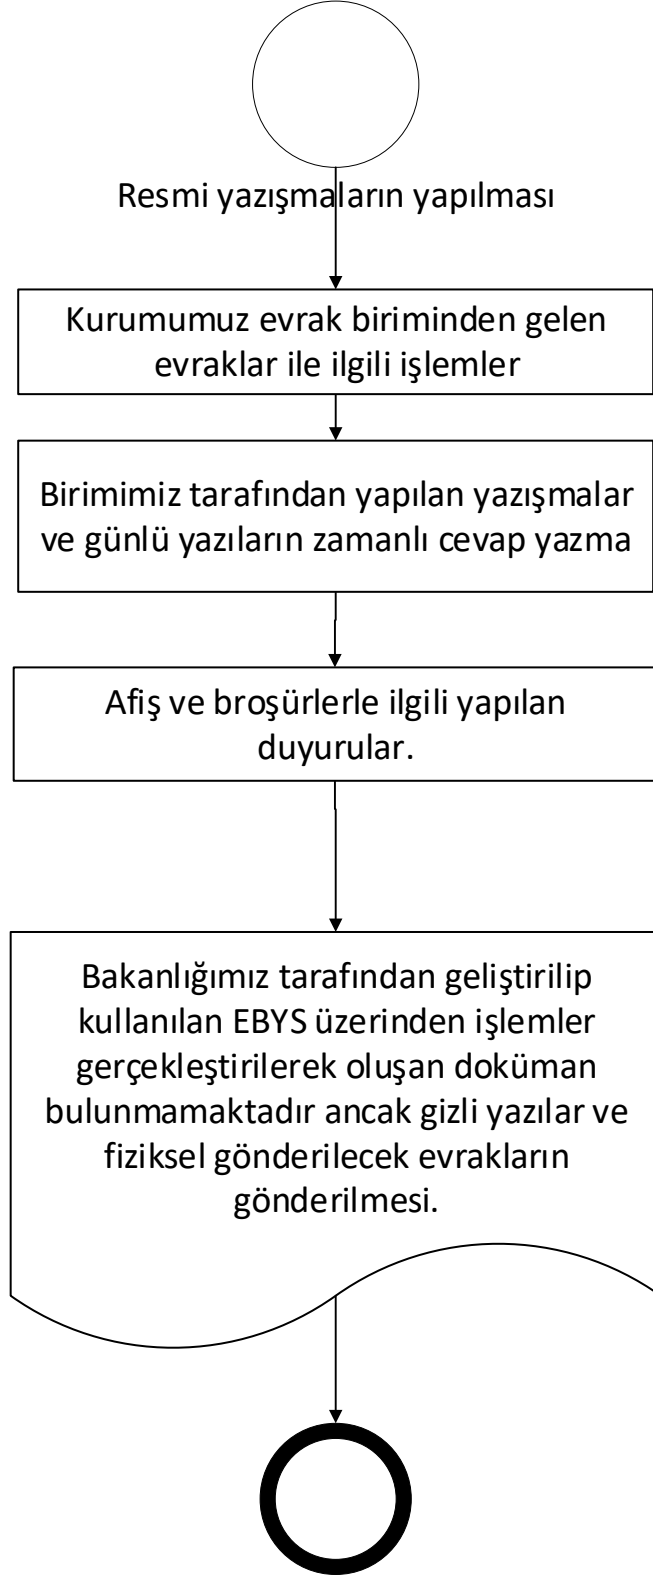 Resmi yazışmaların yapılması
Kurumumuz evrak biriminden gelen
evraklar ile ilgili işlemler
Birimimiz tarafından yapılan yazışmalar
ve günlü yazıların zamanlı cevap yazma
Afiş ve broşürlerle ilgili yapılan
duyurular.
Bakanlığımız tarafından geliştirilip
kullanılan EBYS üzerinden işlemler
gerçekleştirilerek oluşan doküman
bulunmamaktadır ancak gizli yazılar ve
fiziksel gönderilecek evrakların
gönderilmesi.